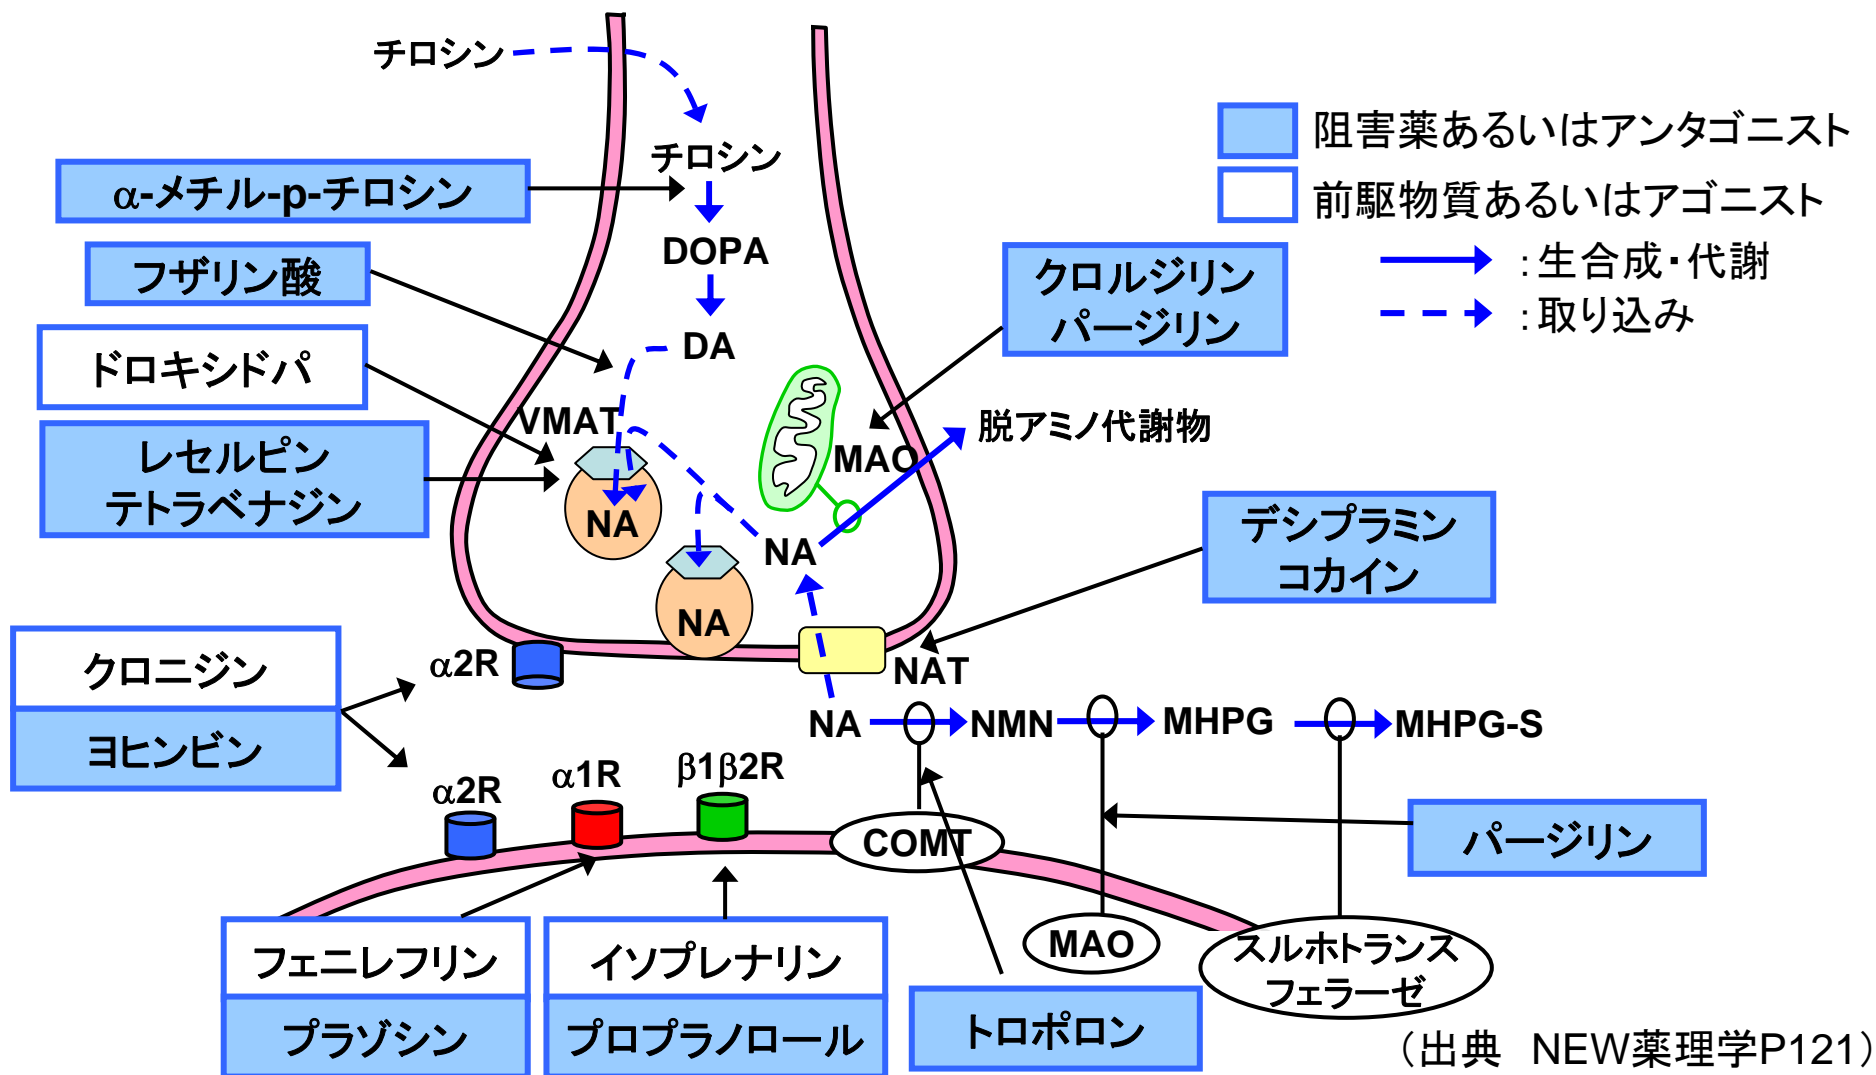 チロシン
チロシン
α-メチル-p-チロシン
DOPA
フザリン酸
DA
ドロキシドパ
VMAT
レセルピン
テトラベナジン
NA
NA
NA
MAO
クロルジリン
パージリン
脱アミノ代謝物
阻害薬あるいはアンタゴニスト
前駆物質あるいはアゴニスト
:生合成・代謝
:取り込み
デシプラミン
コカイン
NAT
クロニジン
ヨヒンビン
α2R
α2R
α1R
β1β2R
NA
NMN
MHPG
MHPG-S
COMT
パージリン
MAO
スルホトランス
フェラーゼ
フェニレフリン
プラゾシン
イソプレナリン
プロプラノロール
トロポロン
（出典　NEW薬理学P121）